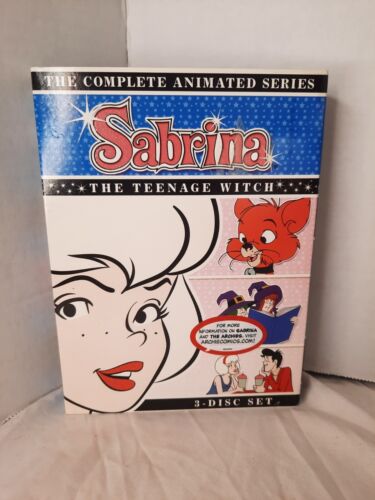 THE COMPLETE ANIMATED SERIES
Sabrina
THE TEENAGE WITCH
FOR MORE
INFORMATION ON SABRINA
AND THE ARCHIES, VISIT
ARCHIECOMICS.COM!
3-DISC SET